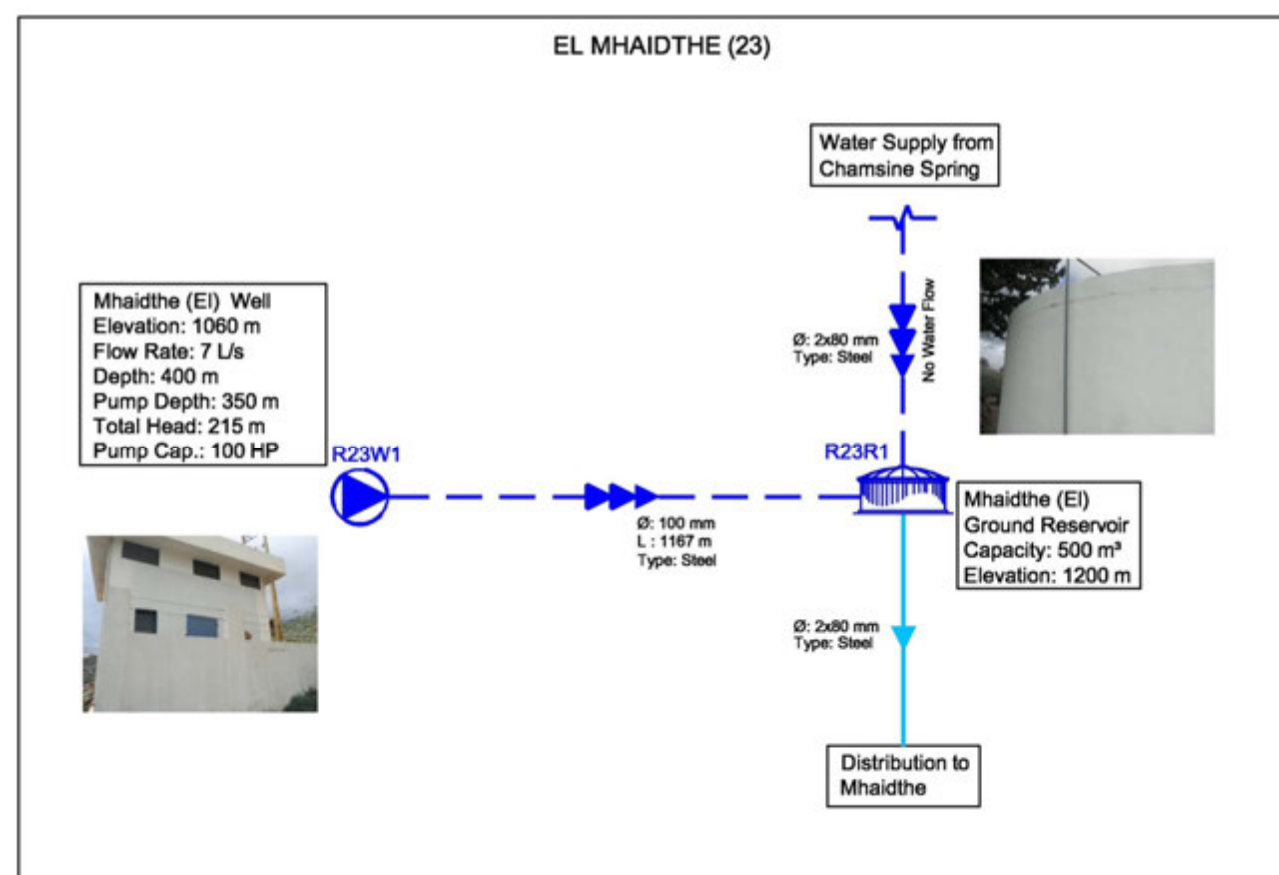 EL MHAIDTHE (23)
Water Supply from
Chamsine Spring
Mhaidthe (El) Well
Elevation: 1060 m
Flow Rate: 7 L/s
Depth: 400 m
Pump Depth: 350 m
Total Head: 215 m
Pump Cap.: 100 HP
R23W1
Ø: 2x80 mm
Type: Steel
No Water Flow
R23R1
Ø: 100 mm
L : 1167 m
Type: Steel
Mhaidthe (El)
Ground Reservoir
Capacity: 500 m³
Elevation: 1200 m
Ø: 2x80 mm
Type: Steel
Distribution to
Mhaidthe